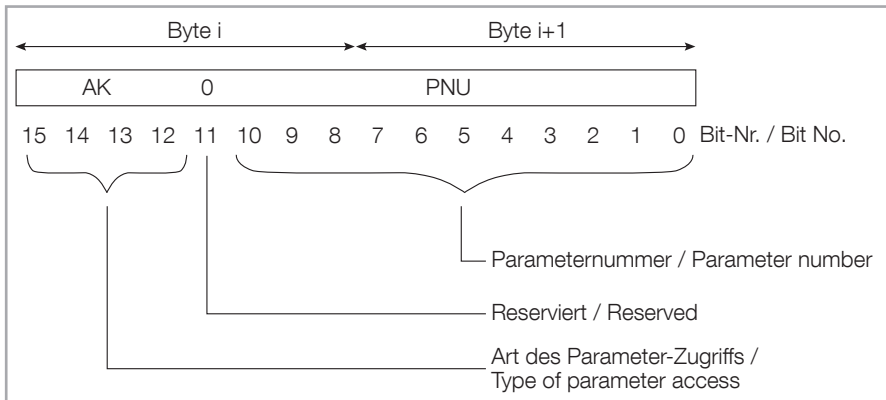 Byte i Byte i+1
AK 0 PNU
15 14 13 12 11 10 9 8 7 6 5 4 3 2 1 0 Bit-Nr. / Bit No.
Parameternummer / Parameter number
Reserviert / Reserved
Art des Parameter-Zugriffs /
Type of parameter access